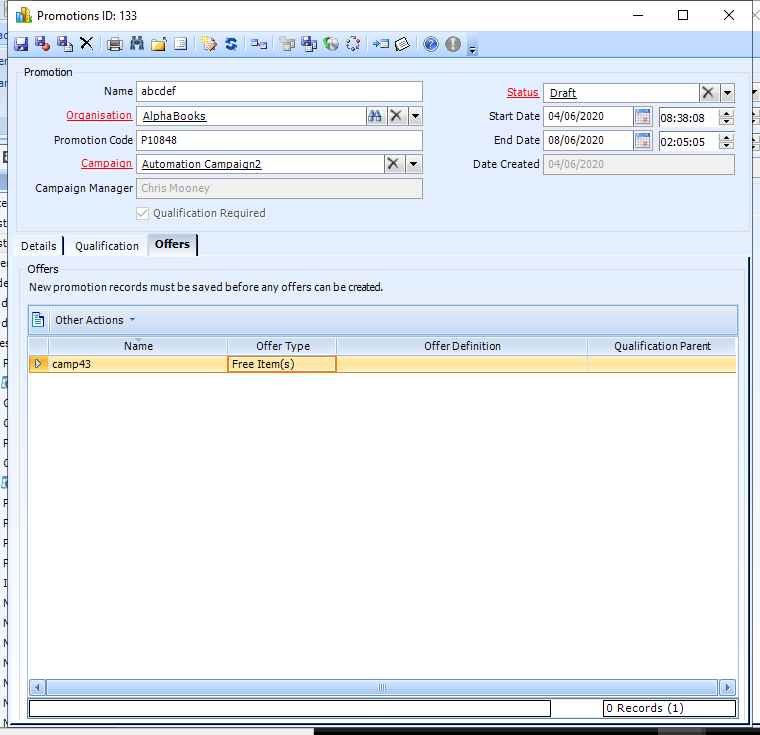 Promotions ID: 133
Promotion
Name abcdef
Status Draft
Organisation AlphaBooks
Start Date 04/06/2020 08:38:08
Promotion Code P10848
End Date 08/06/2020 02:05:05
Campaign Automation Campaign2
Date Created 04/06/2020
Campaign Manager Chris Mooney
Qualification Required
Details Qualification Offers
Offers
New promotion records must be saved before any offers can be created.
Other Actions
Name Offer Type Offer Definition Qualification Parent
camp43 Free Item(s)
0 Records (1)